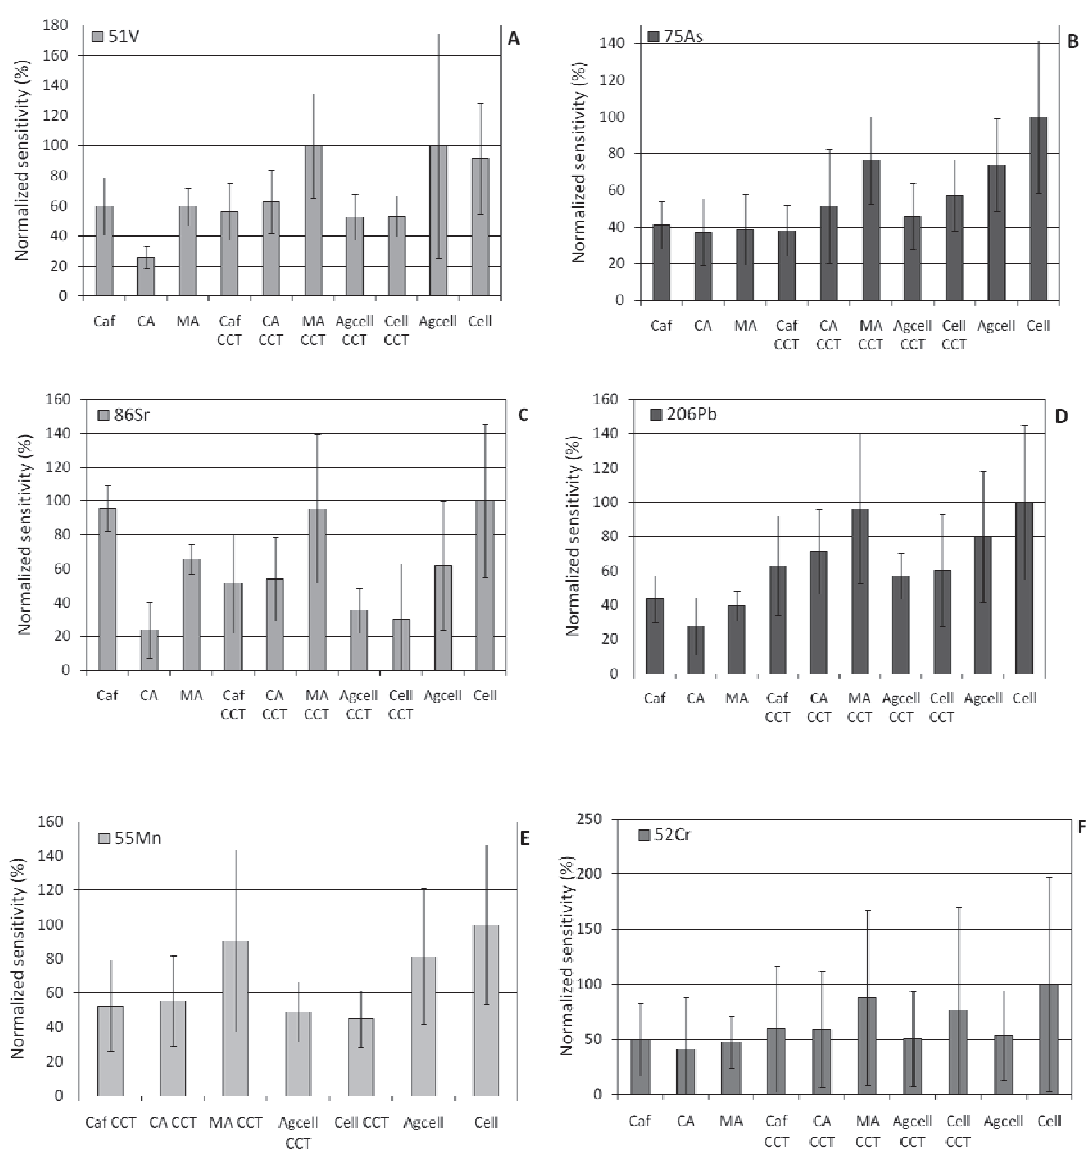 51V
A
Normalized sensitivity (%)
180
160
140
120
100
80
60
40
20
0
Caf CA MA Caf CA MA Agcell Cell Agcell Cell
CCT CCT CCT CCT CCT
75As
B
Normalized sensitivity (%)
140
120
100
80
60
40
20
0
Caf CA MA Caf CA MA Agcell Cell Agcell Cell
CCT CCT CCT CCT CCT
86Sr
C
Normalized sensitivity (%)
160
140
120
100
80
60
40
20
0
Caf CA MA Caf CA MA Agcell Cell Agcell Cell
CCT CCT CCT CCT CCT
206Pb
D
Normalized sensitivity (%)
160
140
120
100
80
60
40
20
0
Caf CA MA Caf CA MA Agcell Cell Agcell Cell
CCT CCT CCT CCT CCT
55Mn
E
Normalized sensitivity (%)
160
140
120
100
80
60
40
20
0
Caf CCT CA CCT MA CCT Agcell Cell CCT Agcell Cell
CCT
52Cr
F
Normalized sensitivity (%)
250
200
150
100
50
0
Caf CA MA Caf CA MA Agcell Cell Agcell Cell
CCT CCT CCT CCT CCT